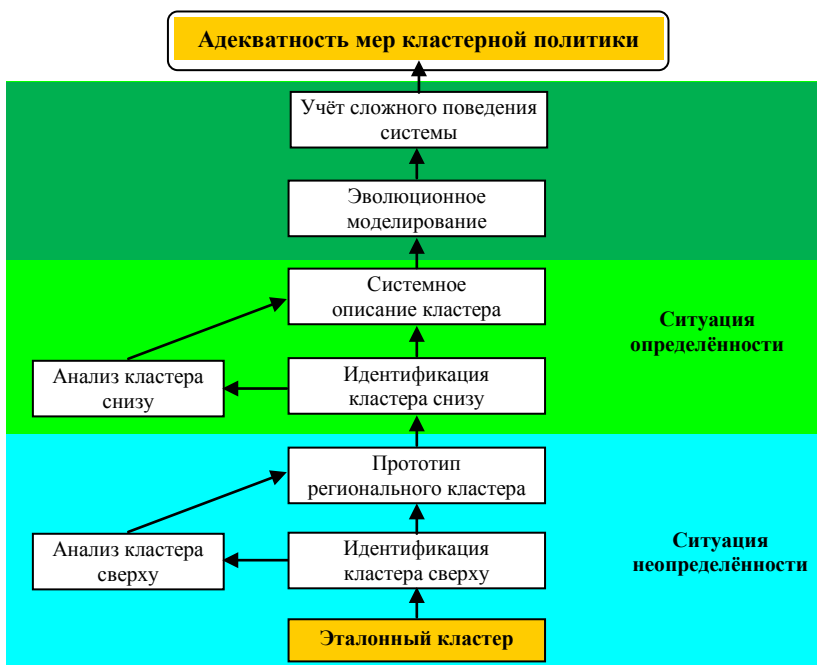 Адекватность мер кластерной политики
Учёт сложного поведения
системы
Эволюционное
моделирование
Системное
описание кластера
Ситуация
определённости
Анализ кластера
снизу
Идентификация
кластера снизу
Прототип
регионального кластера
Анализ кластера
сверху
Идентификация
кластера сверху
Ситуация
неопределённости
Эталонный кластер